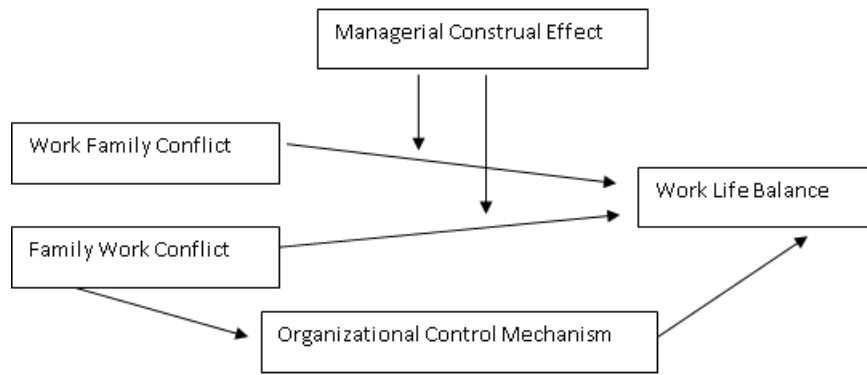 Managerial Construal Effect
Work Family Conflict
Work Life Balance
Family Work Conflict
Organizational Control Mechanism